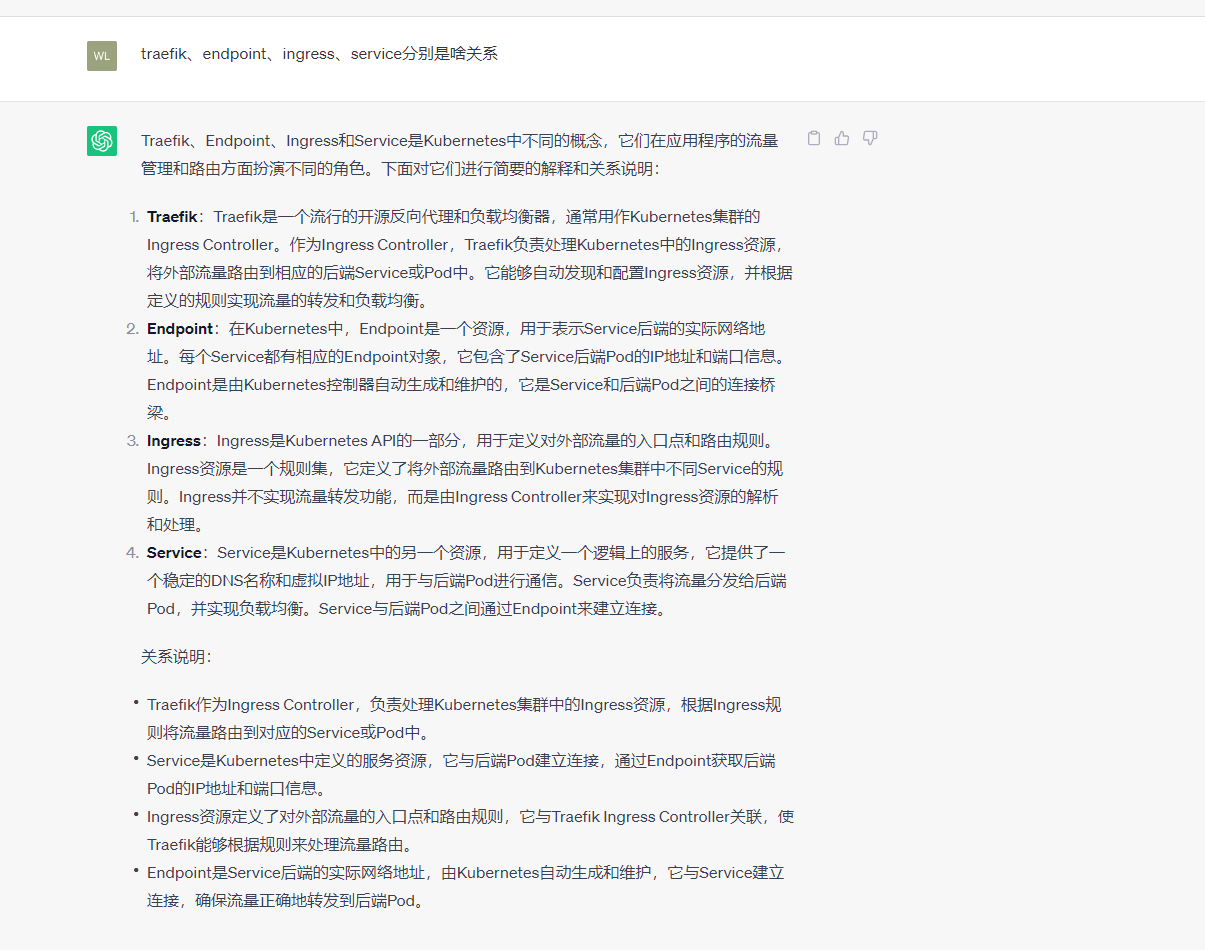 WL
traefik、endpoint、ingress、service分别是啥关系
Traefik、Endpoint、Ingress和Service是Kubernetes中不同的概念，它们在应用程序的流量
管理和路由方面扮演不同的角色。下面对它们进行简要的解释和关系说明：
1. Traefik：Traefik是一个流行的开源反向代理和负载均衡器，通常用作Kubernetes集群的
Ingress Controller。作为Ingress Controller，Traefik负责处理Kubernetes中的Ingress资源，
将外部流量路由到相应的后端Service或Pod中。它能够自动发现和配置Ingress资源，并根据
定义的规则实现流量的转发和负载均衡。
2. Endpoint：在Kubernetes中，Endpoint是一个资源，用于表示Service后端的实际网络地
址。每个Service都有相应的Endpoint对象，它包含了Service后端Pod的IP地址和端口信息。
Endpoint是由Kubernetes控制器自动生成和维护的，它是Service和后端Pod之间的连接桥
梁。
3. Ingress：Ingress是Kubernetes API的一部分，用于定义对外部流量的入口点和路由规则。
Ingress资源是一个规则集，它定义了将外部流量路由到Kubernetes集群中不同Service的规
则。Ingress并不实现流量转发功能，而是由Ingress Controller来实现对Ingress资源的解析
和处理。
4. Service：Service是Kubernetes中的另一个资源，用于定义一个逻辑上的服务，它提供了一
个稳定的DNS名称和虚拟IP地址，用于与后端Pod进行通信。Service负责将流量分发给后端
Pod，并实现负载均衡。Service与后端Pod之间通过Endpoint来建立连接。
关系说明：
• Traefik作为Ingress Controller，负责处理Kubernetes集群中的Ingress资源，根据Ingress规
则将流量路由到对应的Service或Pod中。
• Service是Kubernetes中定义的服务资源，它与后端Pod建立连接，通过Endpoint获取后端
Pod的IP地址和端口信息。
• Ingress资源定义了对外部流量的入口点和路由规则，它与Traefik Ingress Controller关联，使
Traefik能够根据规则来处理流量路由。
• Endpoint是Service后端的实际网络地址，由Kubernetes自动生成和维护，它与Service建立
连接，确保流量正确地转发到后端Pod。